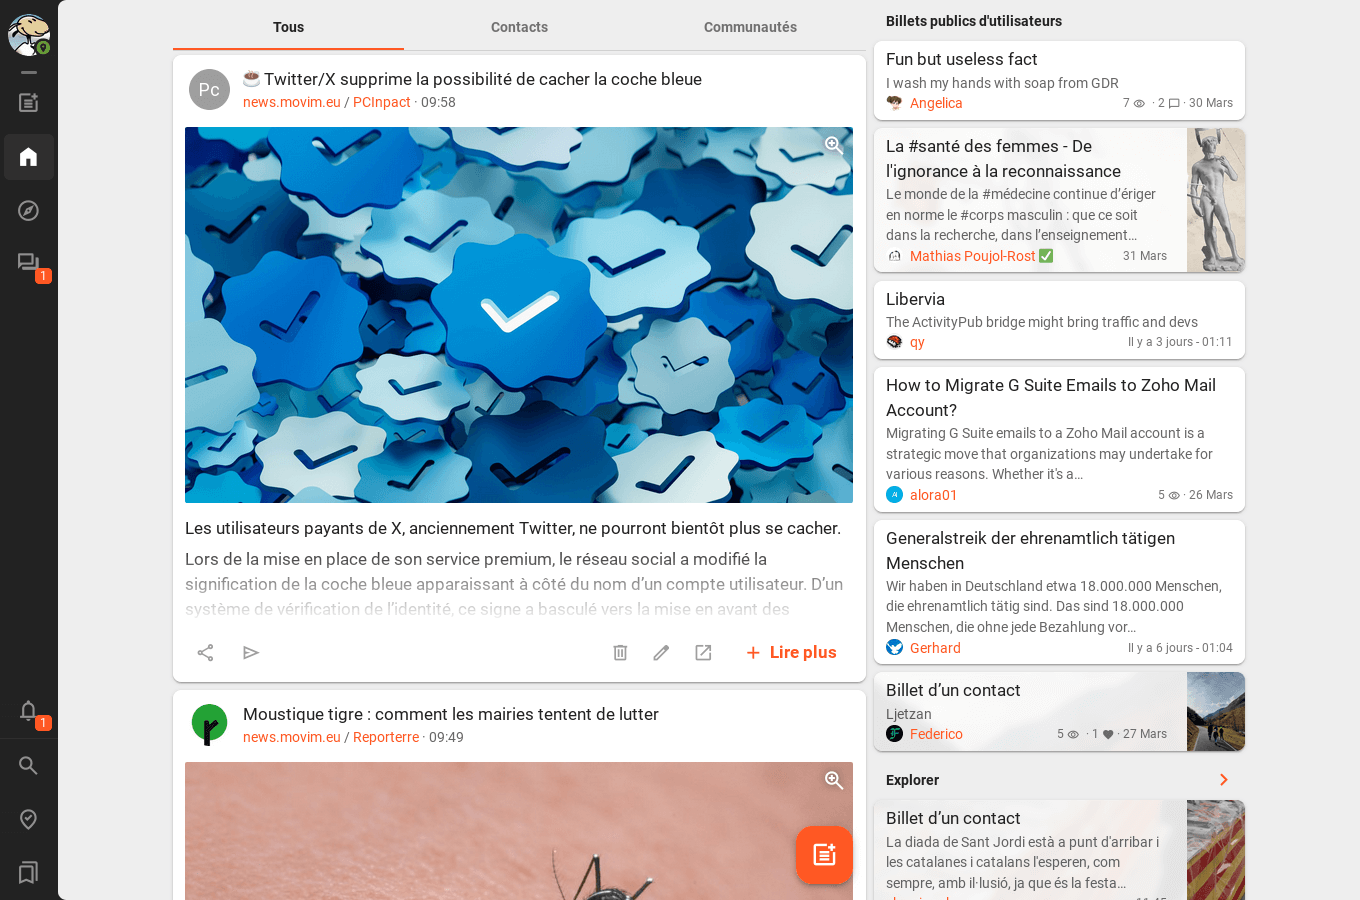 Tous
Contacts
Communautés
Pc
☕ Twitter/X supprime la possibilité de cacher la coche bleue
news.movim.eu / PCInpact · 09:58
Les utilisateurs payants de X, anciennement Twitter, ne pourront bientôt plus se cacher.
Lors de la mise en place de son service premium, le réseau social a modifié la
signification de la coche bleue apparaissant à côté du nom d’un compte utilisateur. D’un
système de vérification de l’identité, ce signe a basculé vers la mise en avant des
+ Lire plus
Moustique tigre : comment les mairies tentent de lutter
news.movim.eu / Reporterre · 09:49
1
1
Billets publics d'utilisateurs
Fun but useless fact
I wash my hands with soap from GDR
Angelica
7 · 2 · 30 Mars
La #santé des femmes - De
l'ignorance à la reconnaissance
Le monde de la #médecine continue d’ériger
en norme le #corps masculin : que ce soit
dans la recherche, dans l’enseignement…
Mathias Poujol-Rost ✅
31 Mars
Libervia
The ActivityPub bridge might bring traffic and devs
qy
Il y a 3 jours - 01:11
How to Migrate G Suite Emails to Zoho Mail
Account?
Migrating G Suite emails to a Zoho Mail account is a
strategic move that organizations may undertake for
various reasons. Whether it's a…
alora01
5 · 26 Mars
Generalstreik der ehrenamtlich tätigen
Menschen
Wir haben in Deutschland etwa 18.000.000 Menschen,
die ehrenamtlich tätig sind. Das sind 18.000.000
Menschen, die ohne jede Bezahlung vor…
Gerhard
Il y a 6 jours - 01:04
Billet d’un contact
Ljetzan
Federico
5 · 1 · 27 Mars
Explorer
Billet d’un contact
La diada de Sant Jordi està a punt d'arribar i
les catalanes i catalans l'esperen, com
sempre, amb il·lusió, ja que és la festa…